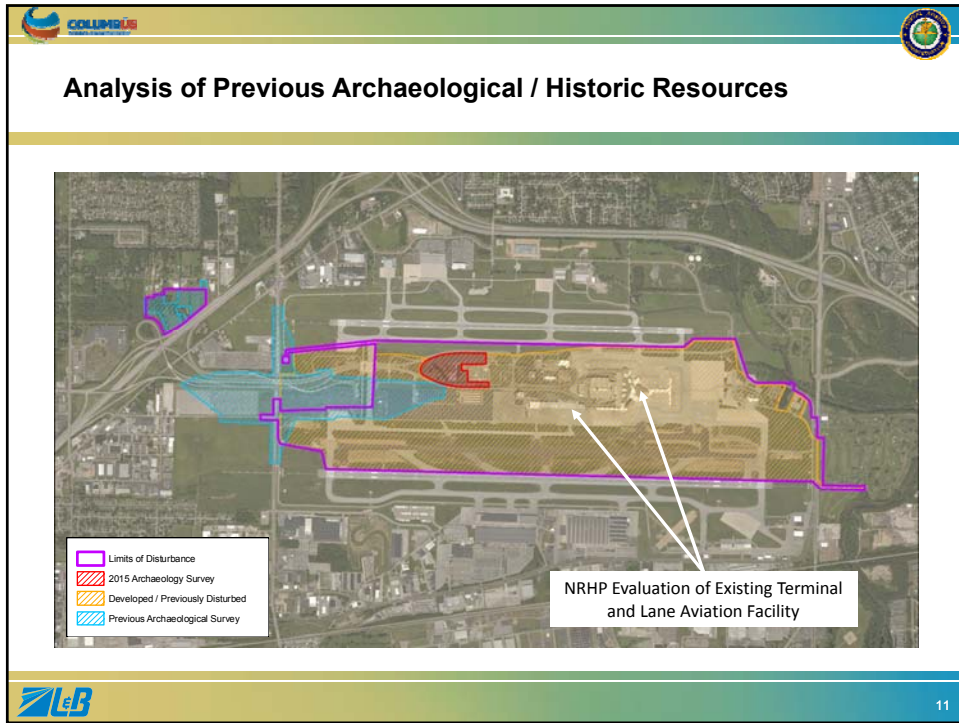 COLUMBUS
Analysis of Previous Archaeological / Historic Resources
Limits of Disturbance
2015 Archaeology Survey
Developed / Previously Disturbed
Previous Archaeological Survey
NRHP Evaluation of Existing Terminal
and Lane Aviation Facility
L&B
11